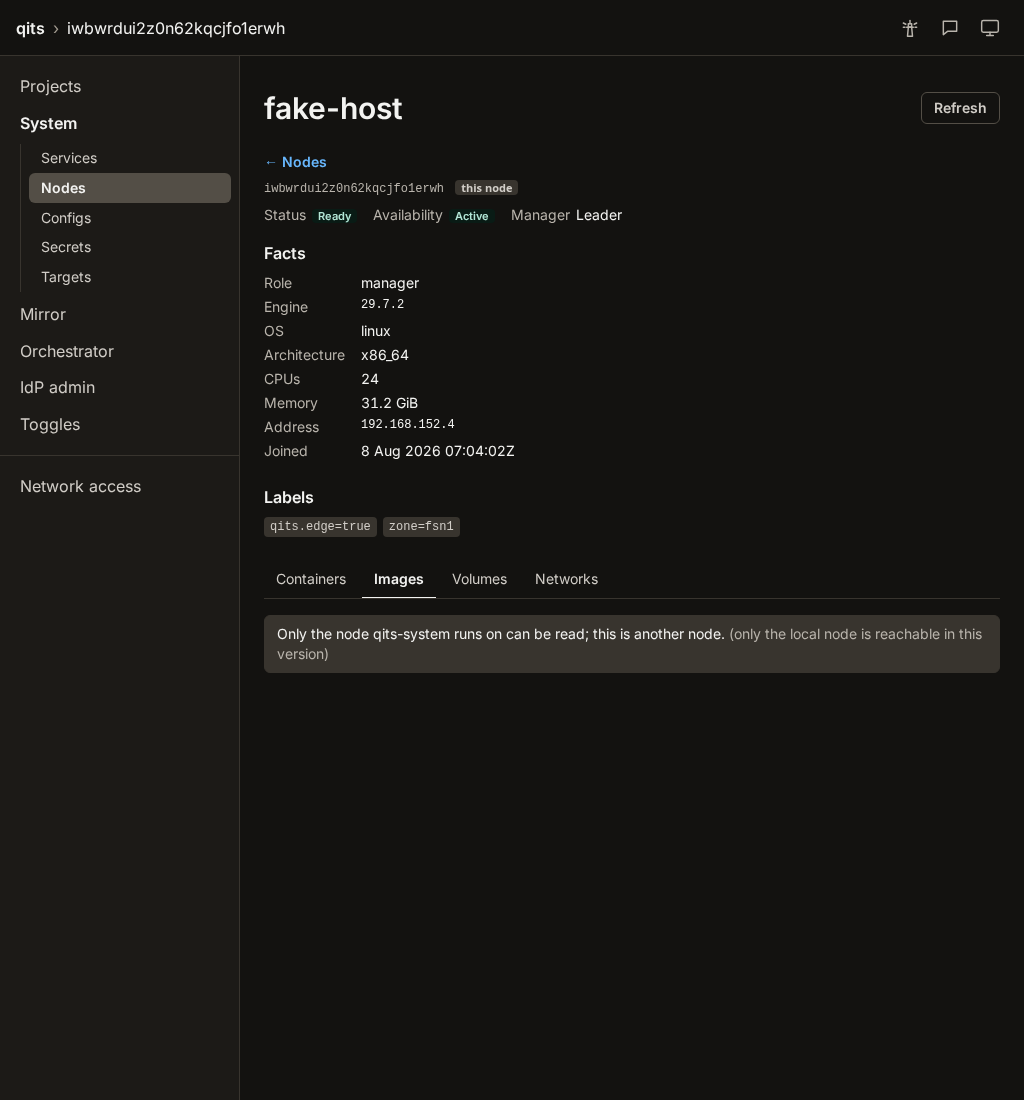 qits › iwbwrdui2z0n62kqcjfo1erwh
Projects
System
Services
Nodes
Configs
Secrets
Targets
Mirror
Orchestrator
IdP admin
Toggles
Network access
fake-host
Refresh
← Nodes
iwbwrdui2z0n62kqcjfo1erwh this node
Status Ready Availability Active Manager Leader
Facts
Role manager
Engine 29.7.2
OS linux
Architecture x86_64
CPUs 24
Memory 31.2 GiB
Address 192.168.152.4
Joined 8 Aug 2026 07:04:02Z
Labels
qits.edge=true zone=fsn1
Containers Images Volumes Networks
Only the node qits-system runs on can be read; this is another node. (only the local node is reachable in this
version)